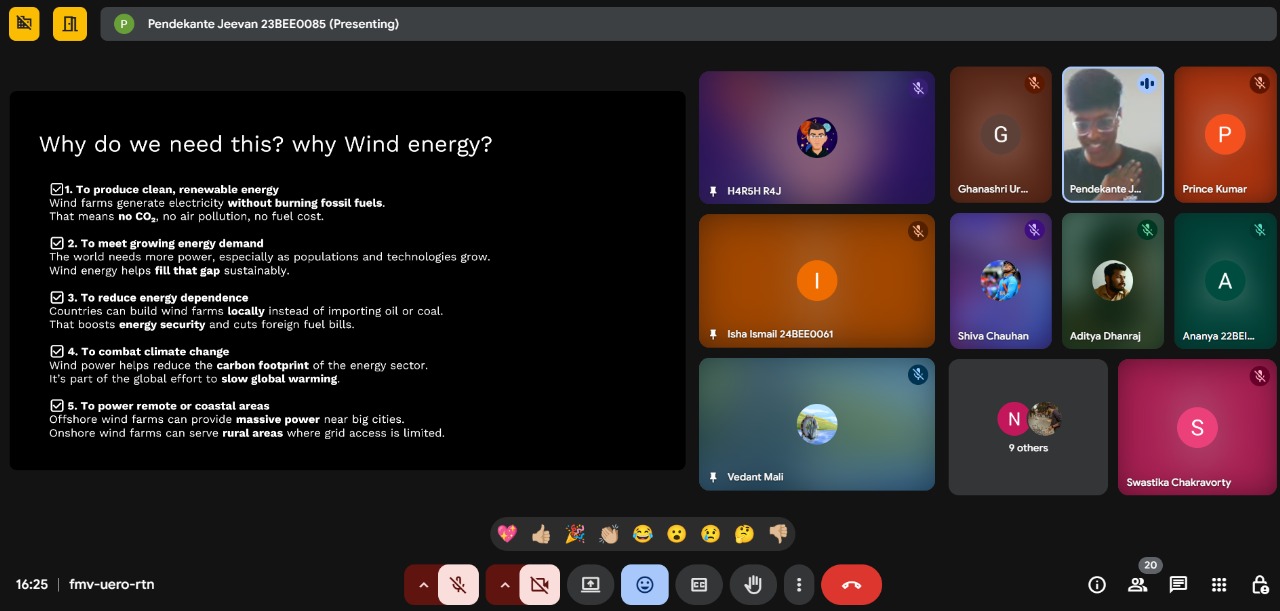 P Pendekante Jeevan 23BEE0085 (Presenting)
Why do we need this? why Wind energy?
1. To produce clean, renewable energy
Wind farms generate electricity without burning fossil fuels.
That means no CO₂, no air pollution, no fuel cost.
2. To meet growing energy demand
The world needs more power, especially as populations and technologies grow.
Wind energy helps fill that gap sustainably.
3. To reduce energy dependence
Countries can build wind farms locally instead of importing oil or coal.
That boosts energy security and cuts foreign fuel bills.
4. To combat climate change
Wind power helps reduce the carbon footprint of the energy sector.
It's part of the global effort to slow global warming.
5. To power remote or coastal areas
Offshore wind farms can provide massive power near big cities.
Onshore wind farms can serve rural areas where grid access is limited.
H4R5H R4J
G
Ghanashri Ur...
Pendekante J...
P
Prince Kumar
I
Isha Ismail 24BEE0061
Shiva Chauhan
Aditya Dhanraj
A
Ananya 22BEI...
Vedant Mali
N
9 others
S
Swastika Chakravorty
16:25 | fmv-uero-rtn
20